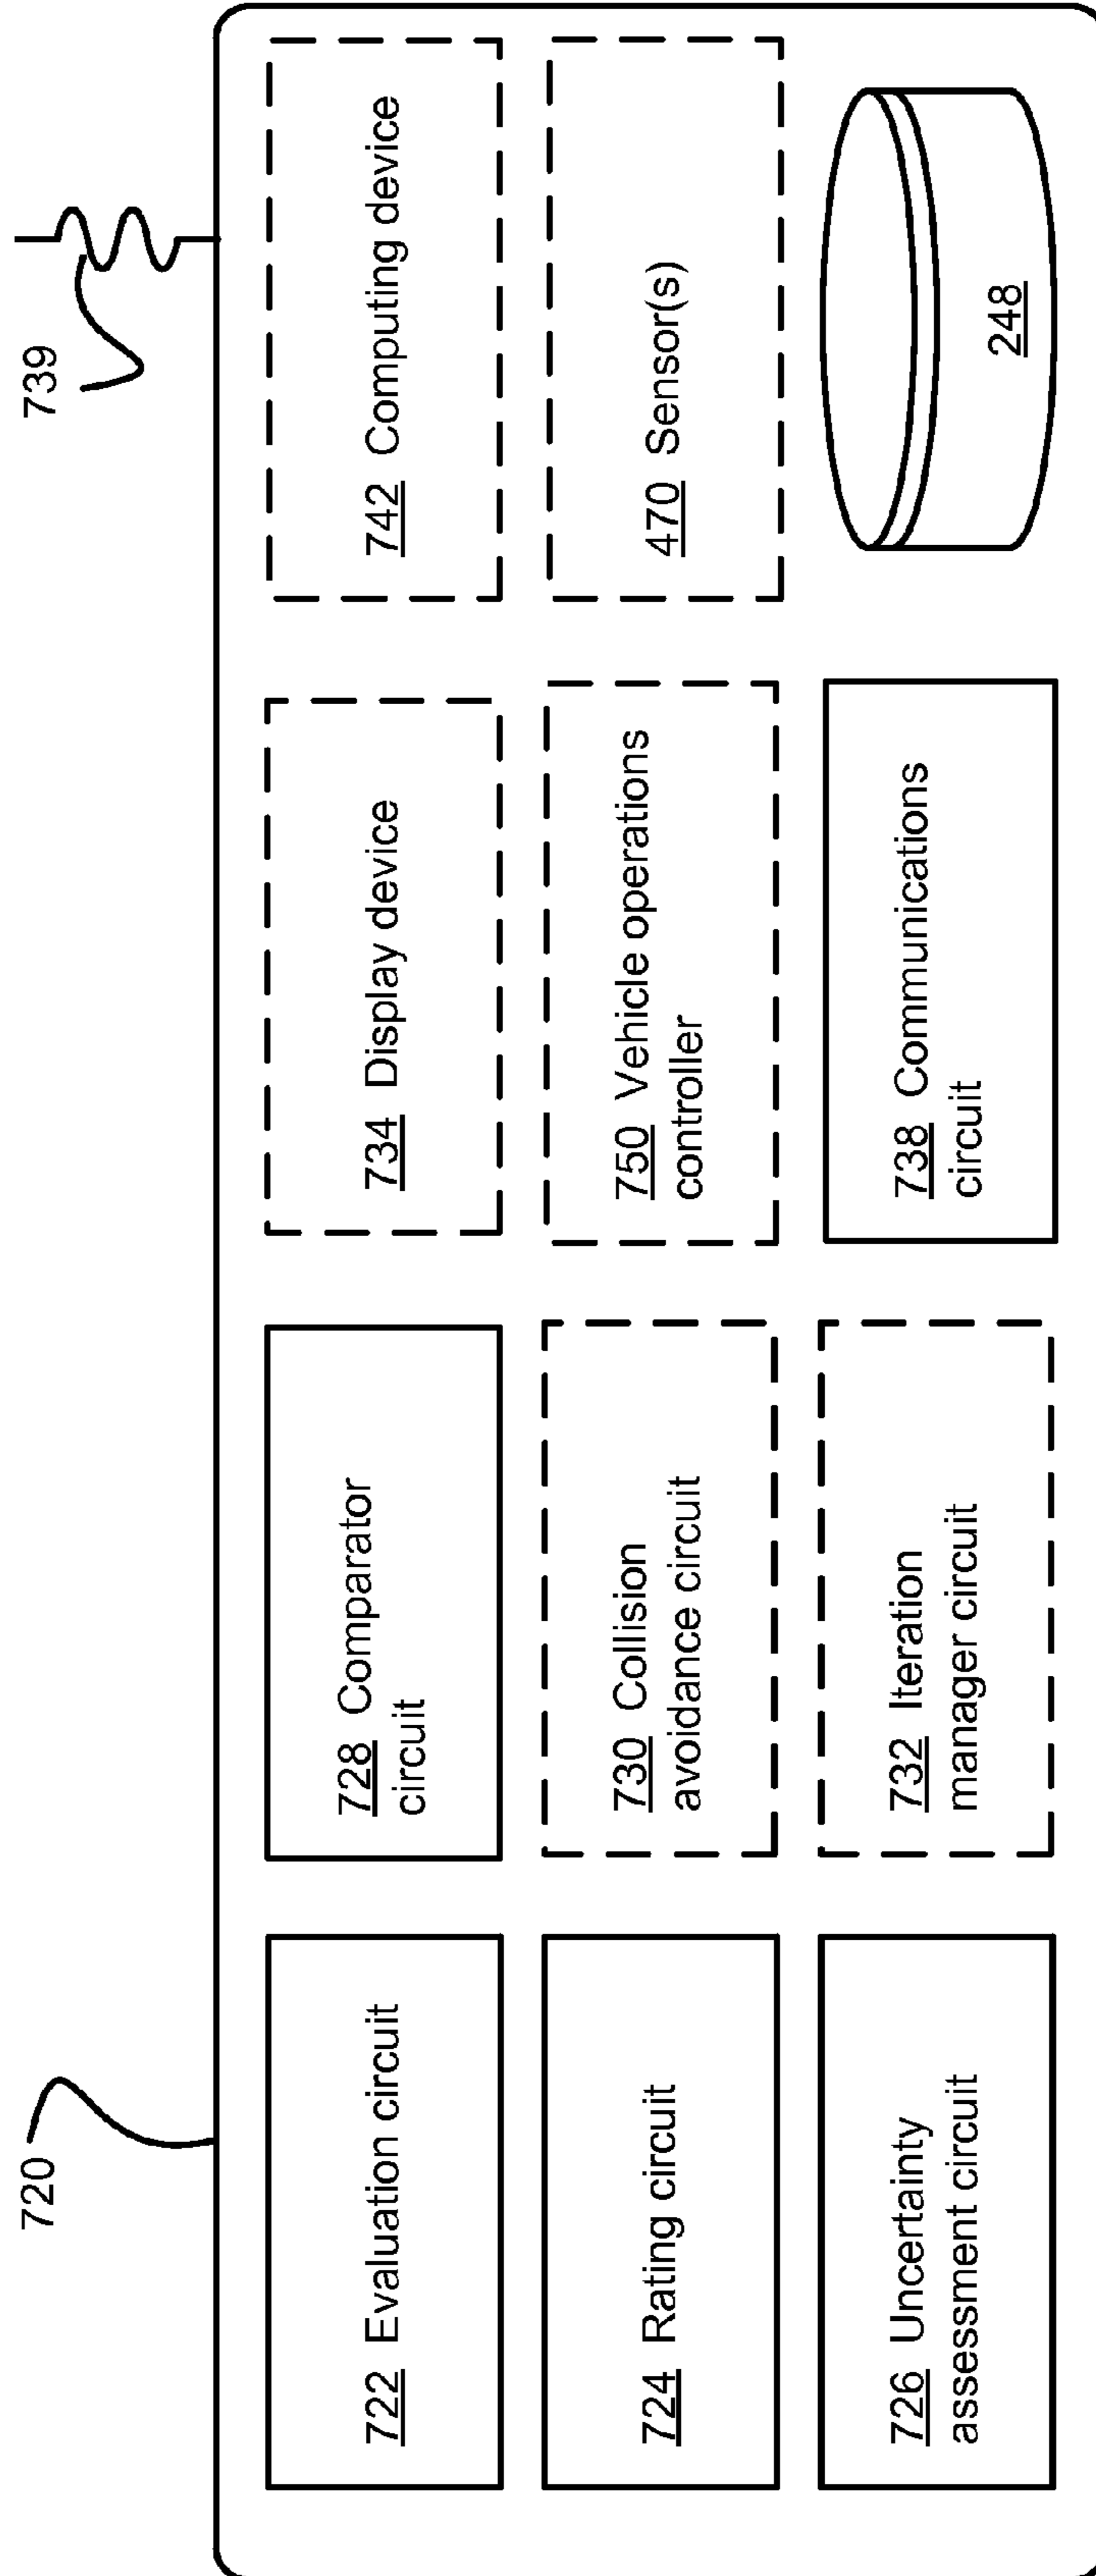 720
739
722 Evaluation circuit
724 Rating circuit
726 Uncertainty
assessment circuit
728 Comparator
circuit
730 Collision
avoidance circuit
732 Iteration
manager circuit
734 Display device
750 Vehicle operations
controller
738 Communications
circuit
742 Computing device
470 Sensor(s)
248